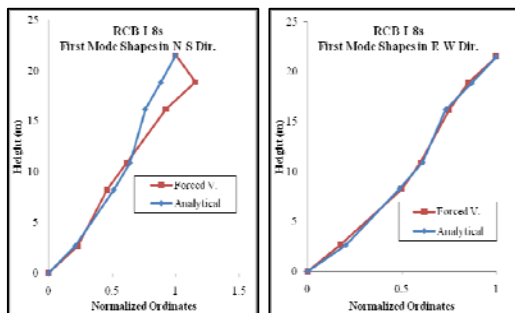 RCB I 8s
First Mode Shapes in N S Dir.
25
20
15
10
5
0
Height (m)
Forced V.
Analytical
0 0.5 1 1.5
Normalized Ordinates
RCB I 8s
First Mode Shapes in E W Dir.
25
20
15
10
5
0
Height (m)
Forced V.
Analytical
0 0.5 1
Normalized Ordinates